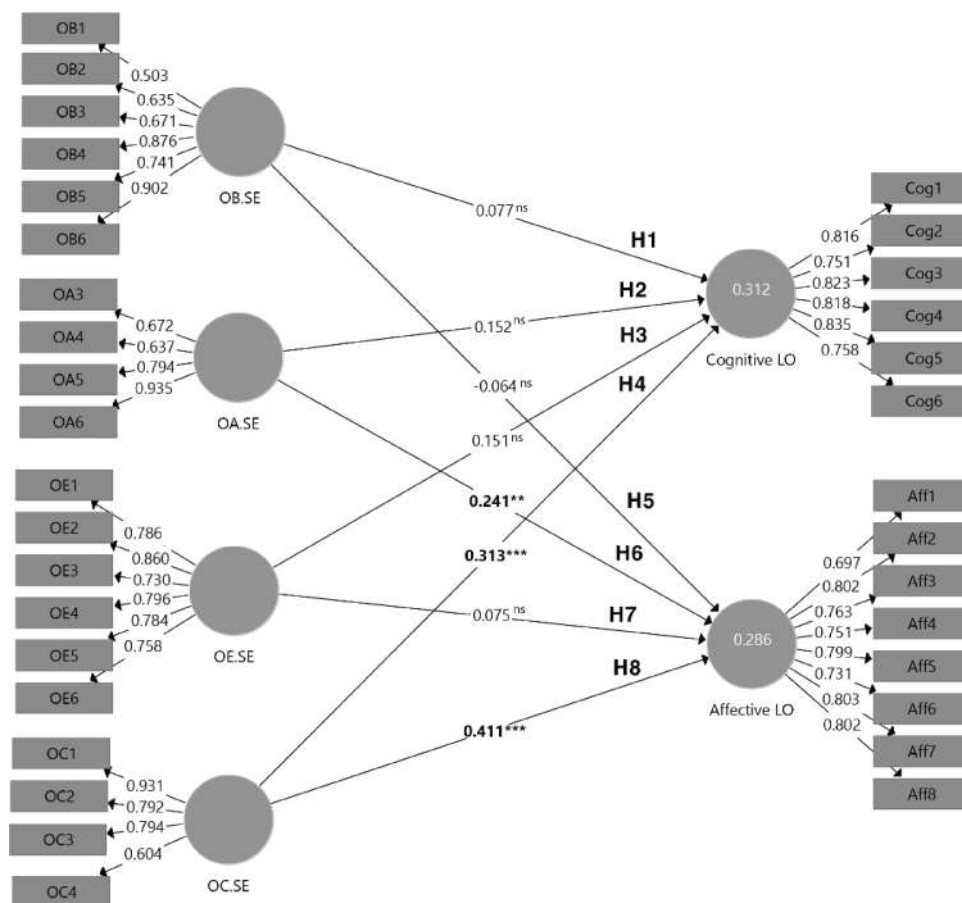 OB1
OB2
OB3
OB4
OB5
OB6
0.503
0.635
0.671
0.876
0.741
0.902
OB.SE
OA3
OA4
OA5
OA6
0.672
0.637
0.794
0.935
OA.SE
OE1
OE2
OE3
OE4
OE5
OE6
0.786
0.860
0.730
0.796
0.784
0.758
OE.SE
OC1
OC2
OC3
OC4
0.931
0.792
0.794
0.604
OC.SE
0.077 ns
H1
0.152 ns
H2
0.151 ns
H3
0.313***
H4
-0.064 ns
H5
0.241**
H6
0.075 ns
H7
0.411***
H8
0.312
Cognitive LO
0.816
0.751
0.823
0.818
0.835
0.758
Cog1
Cog2
Cog3
Cog4
Cog5
Cog6
0.286
Affective LO
0.697
0.802
0.763
0.751
0.799
0.731
0.803
0.802
Aff1
Aff2
Aff3
Aff4
Aff5
Aff6
Aff7
Aff8